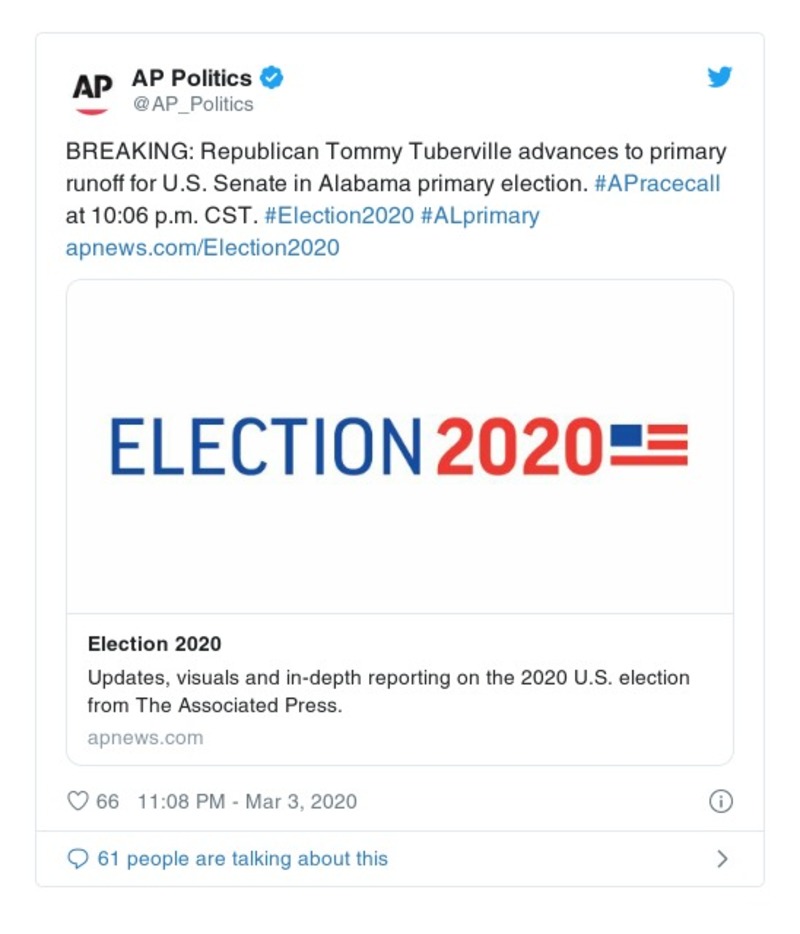 AP
AP Politics
@AP_Politics
BREAKING: Republican Tommy Tuberville advances to primary
runoff for U.S. Senate in Alabama primary election. #APracecall
at 10:06 p.m. CST. #Election2020 #ALprimary
apnews.com/Election2020
ELECTION 2020
Election 2020
Updates, visuals and in-depth reporting on the 2020 U.S. election
from The Associated Press.
apnews.com
66 11:08 PM - Mar 3, 2020
61 people are talking about this